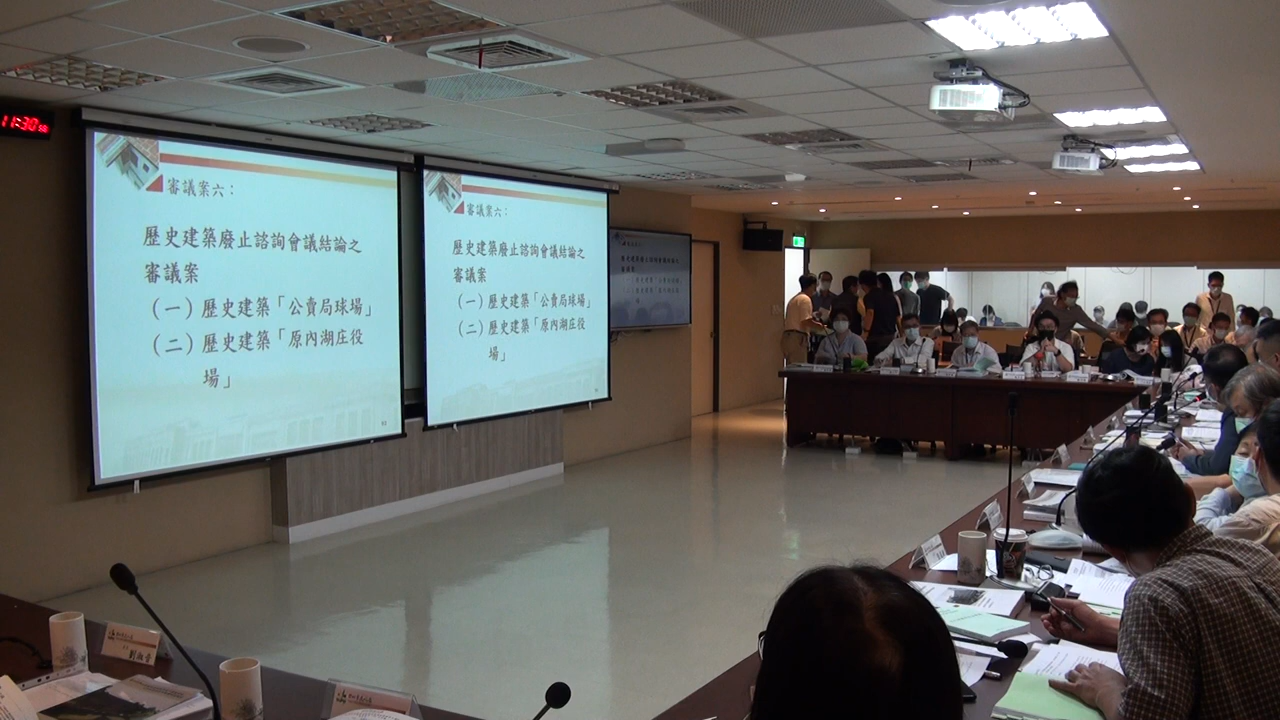 11:30
審議案六：
歷史建築廢止諮詢會議結論之
審議案
（一）歷史建築「公賣局球場」
（二）歷史建築「原內湖庄役
場」
審議案六：
歷史建築廢止諮詢會議結論之
審議案
（一）歷史建築「公賣局球場」
（二）歷史建築「原內湖庄役
場」